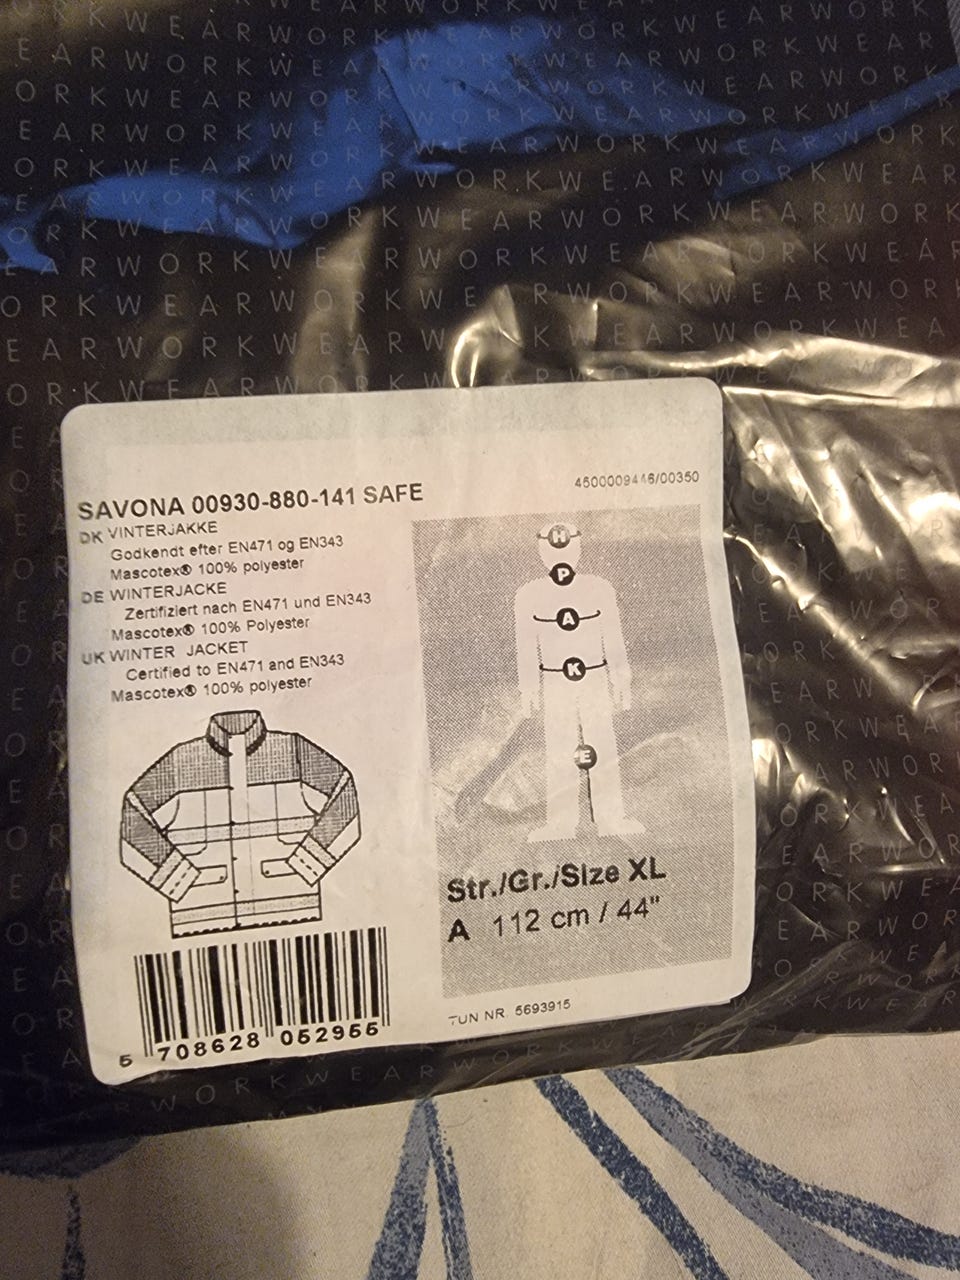 WORKWEAR
SAVONA 00930-880-141 SAFE
4500009446/00350
DK VINTERJAKKE
Godkendt efter EN471 og EN343
Mascotex® 100% polyester
DE WINTERJACKE
Zertifiziert nach EN471 und EN343
Mascotex® 100% Polyester
UK WINTER JACKET
Certified to EN471 and EN343
Mascotex® 100% polyester
H
P
A
K
E
Str./Gr./Size XL
A 112 cm / 44"
TUN NR. 5693915
5 708628 052955